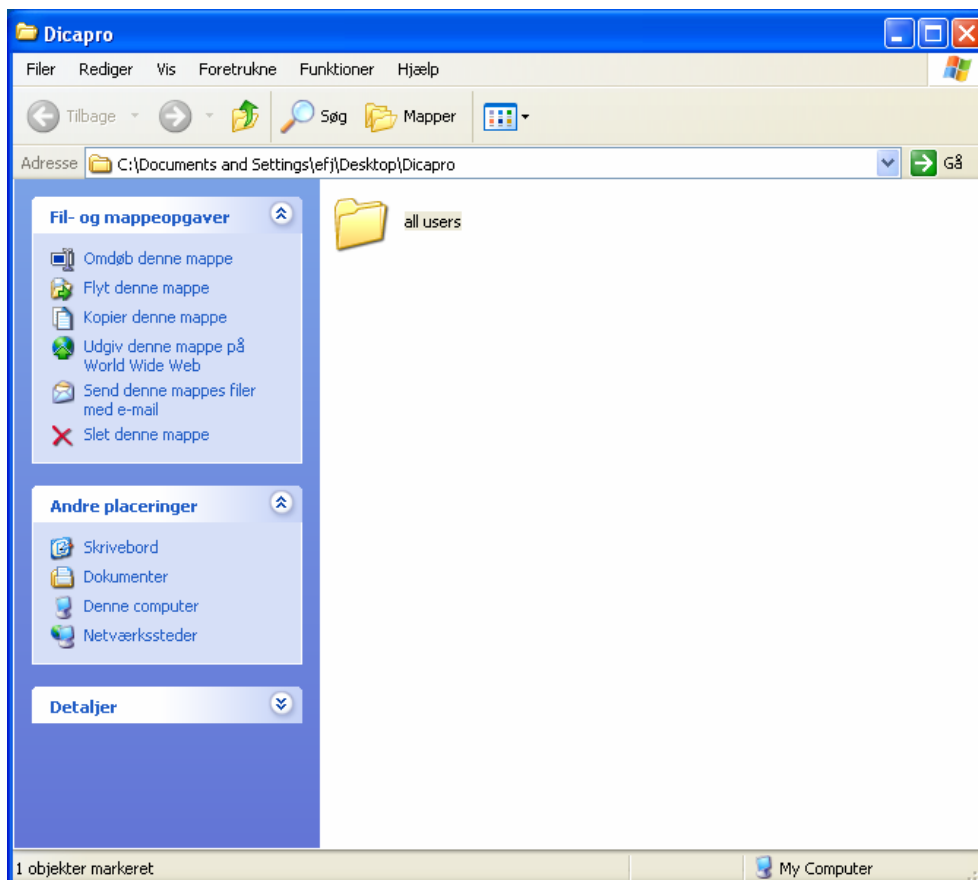 Dicapro
Filer Rediger Vis Foretrukne Funktioner Hjælp
Tilbage Søg Mapper
Adresse C:\Documents and Settings\efj\Desktop\Dicapro Gå
Fil- og mappeopgaver
Omdøb denne mappe
Flyt denne mappe
Kopier denne mappe
Udgiv denne mappe på
World Wide Web
Send denne mappes filer
med e-mail
Slet denne mappe
Andre placeringer
Skrivebord
Dokumenter
Denne computer
Netværkssteder
Detaljer
all users
1 objekter markeret My Computer